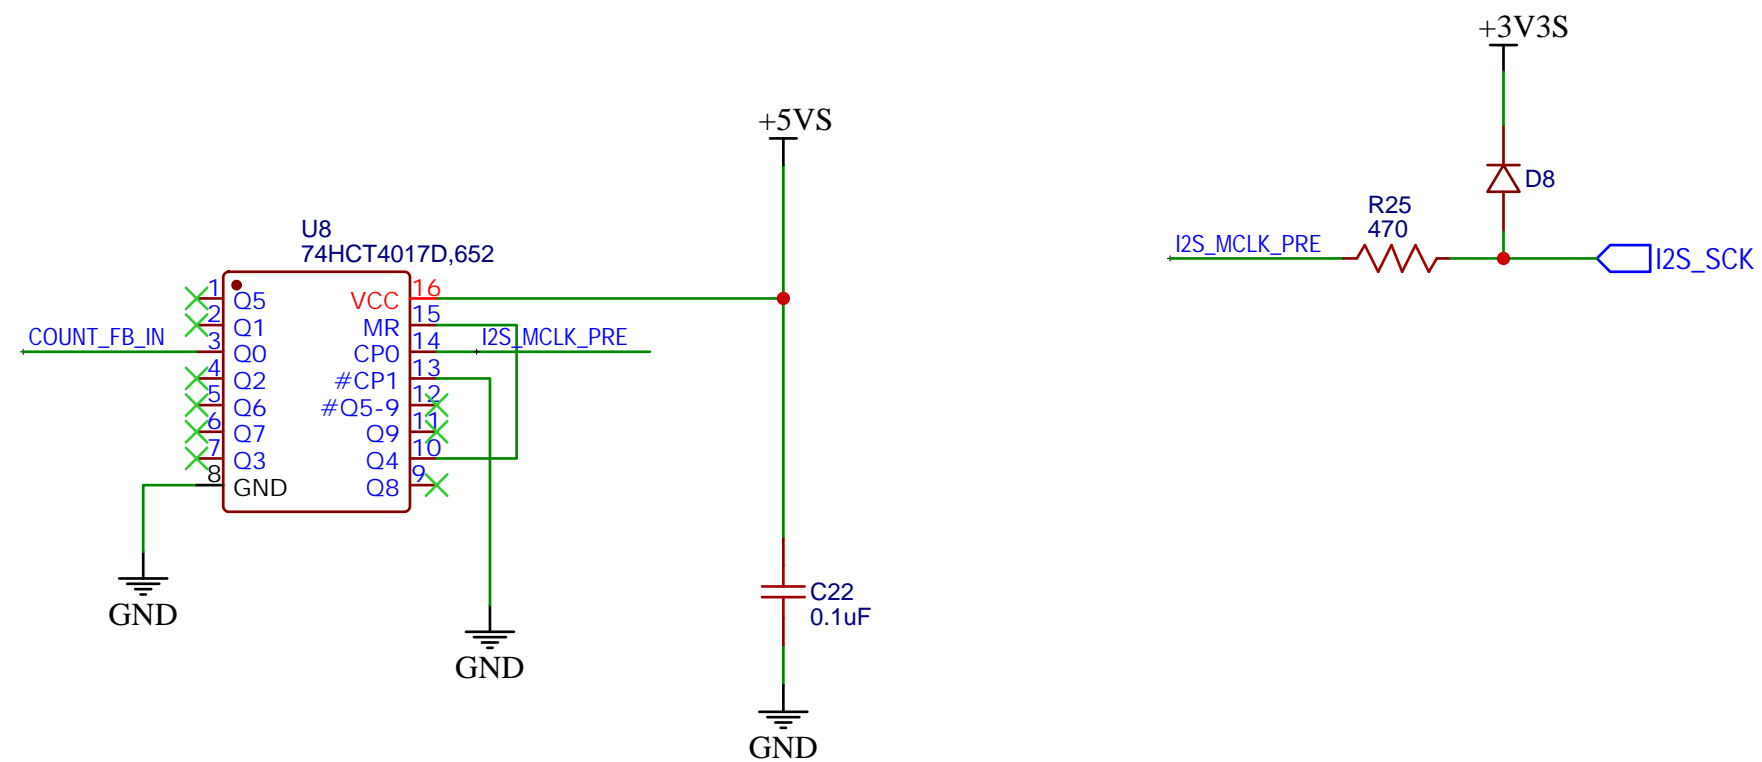 +3V3S
+5VS
D8
R25
470
I2S_MCLK_PRE
I2S_SCK
U8
74HCT4017D,652
1 Q5 VCC 16
2 Q1 MR 15
COUNT_FB_IN 3 Q0 CP0 14 I2S_MCLK_PRE
4 Q2 #CP1 13
5 Q6 #Q5-9 12
6 Q7 Q9 11
7 Q3 Q4 10
8 GND Q8 9
GND
GND
C22
0.1uF
GND